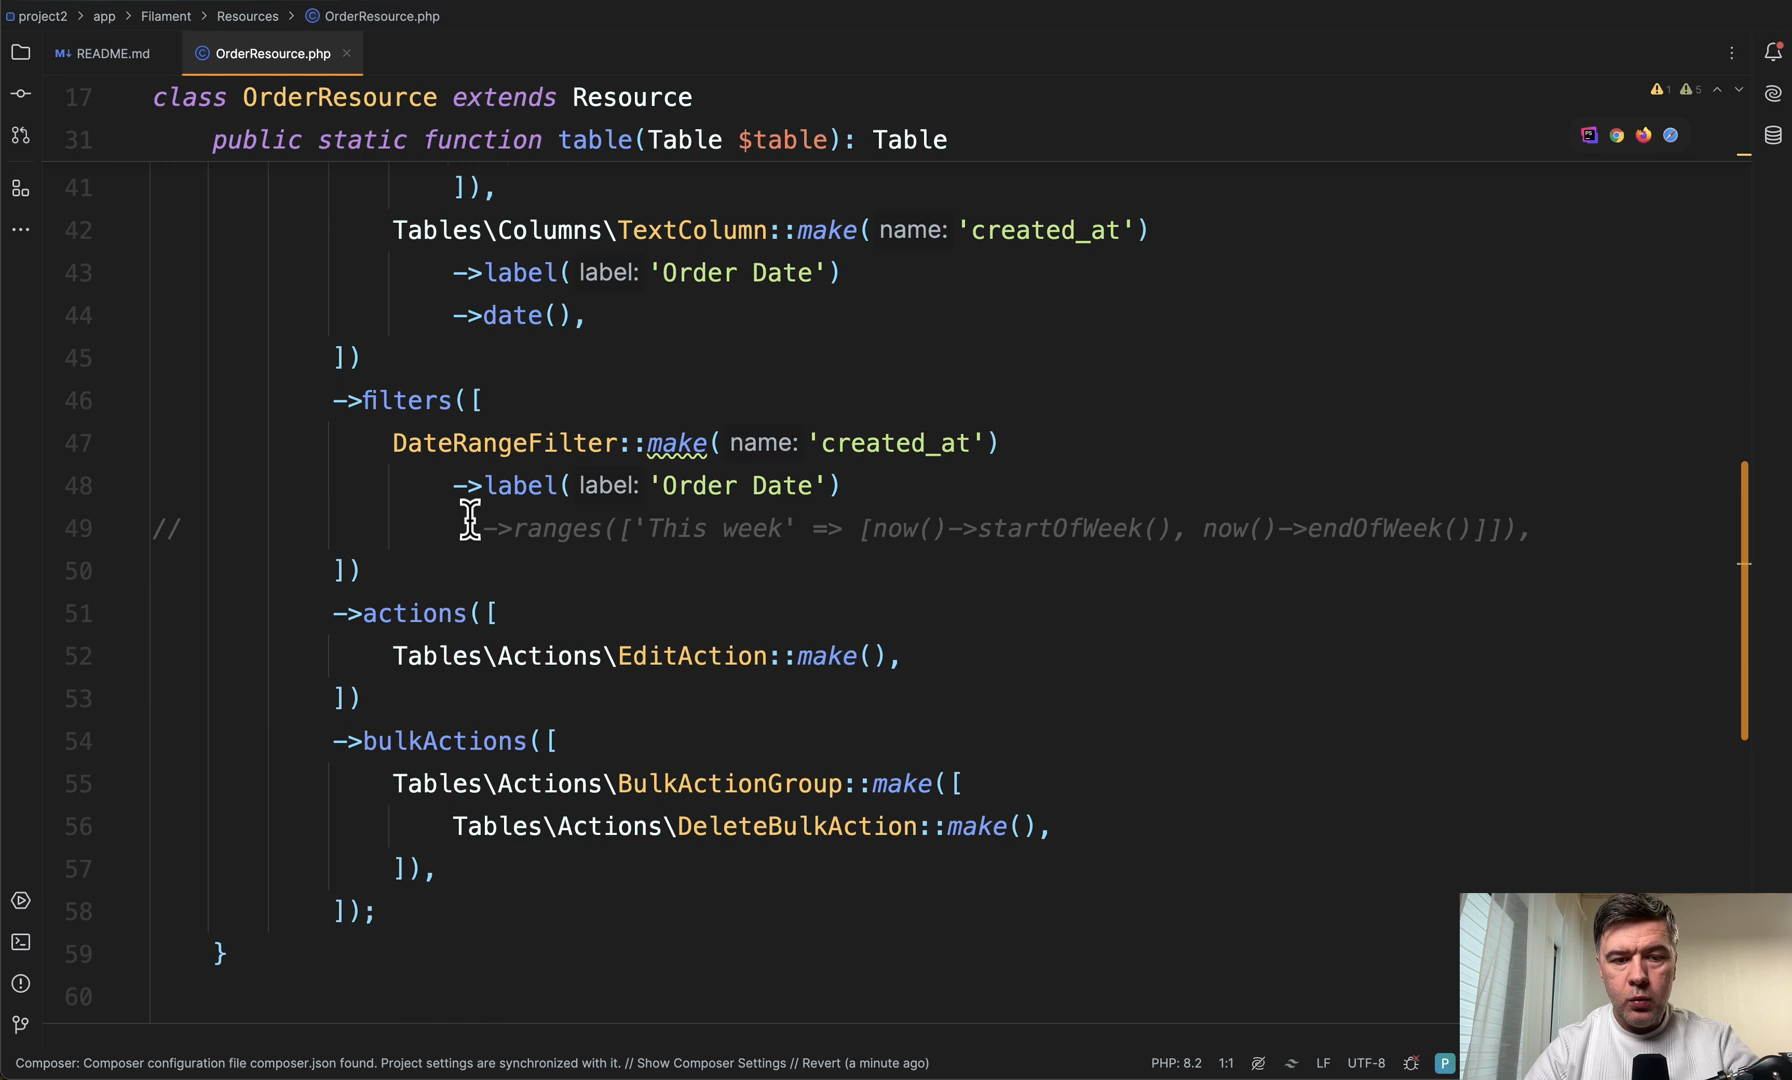 project2 > app > Filament > Resources > OrderResource.php
README.md
OrderResource.php
1 5
17 class OrderResource extends Resource
31 public static function table(Table $table): Table
41 ]),
42 Tables\Columns\TextColumn::make( name: 'created_at')
43 ->label( label: 'Order Date')
44 ->date(),
45 ])
46 ->filters([
47 DateRangeFilter::make( name: 'created_at')
48 ->label( label: 'Order Date')
49 // ->ranges(['This week' => [now()->startOfWeek(), now()->endOfWeek()]]),
50 ])
51 ->actions([
52 Tables\Actions\EditAction::make(),
53 ])
54 ->bulkActions([
55 Tables\Actions\BulkActionGroup::make([
56 Tables\Actions\DeleteBulkAction::make(),
57 ]),
58 ]);
59 }
60
Composer: Composer configuration file composer.json found. Project settings are synchronized with it. // Show Composer Settings // Revert (a minute ago) PHP: 8.2 1:1 LF UTF-8 P